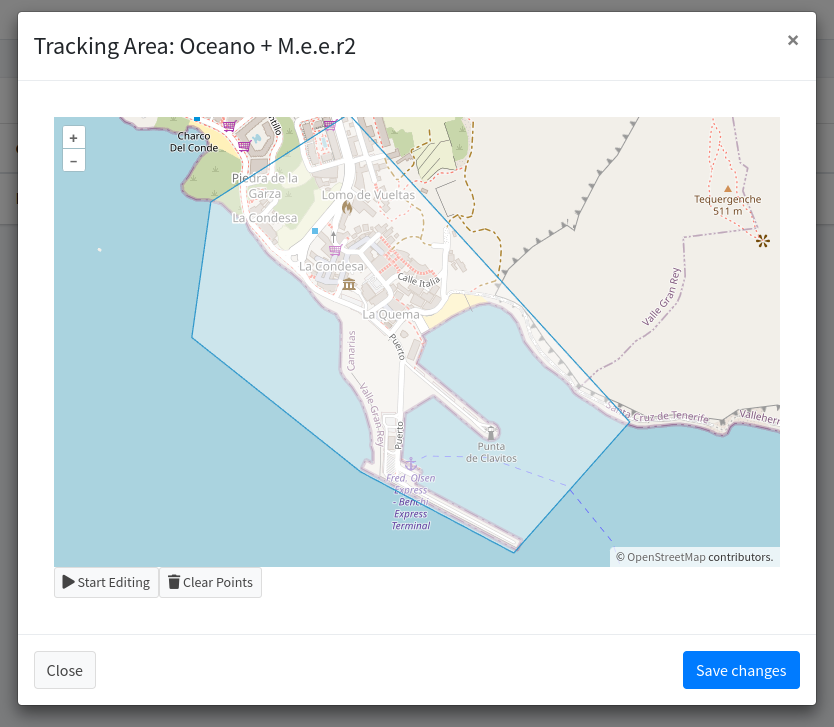 Tracking Area: Oceano + M.e.e.r2
×
+
−
Charco
Del Conde
Piedra de la
Garza
La Condesa
Lomo de Vueltas
La Condesa
Calle Italia
La Quema
Puerto
Canarias
Valle Gran Rey
Puerto
Punta
de Clavitos
Fred. Olsen
Express
- Benchi
Express
Terminal
Tequergenche
511 m
Valle Gran Rey
Santa Cruz de Tenerife
© OpenStreetMap contributors.
Start Editing
Clear Points
Close
Save changes